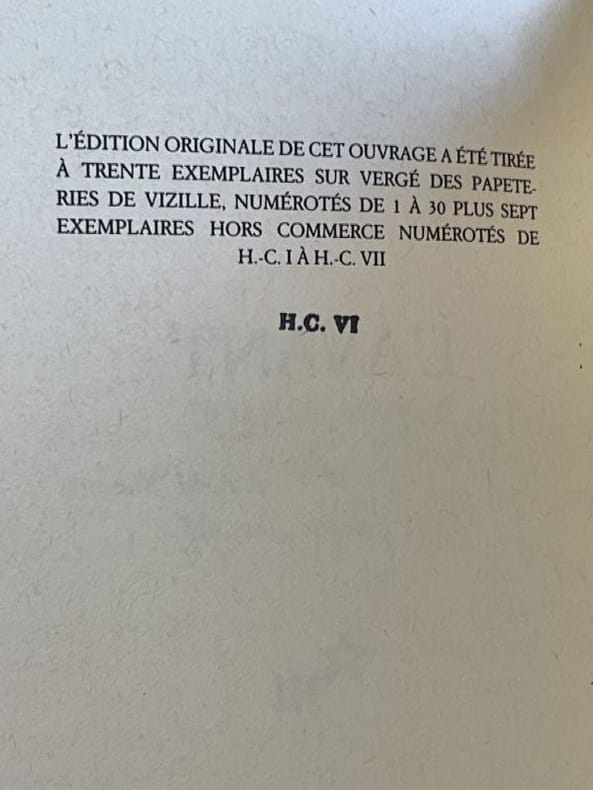 L'ÉDITION ORIGINALE DE CET OUVRAGE A ÉTÉ TIRÉE
À TRENTE EXEMPLAIRES SUR VERGÉ DES PAPETE-
RIES DE VIZILLE, NUMÉROTÉS DE 1 À 30 PLUS SEPT
EXEMPLAIRES HORS COMMERCE NUMÉROTÉS DE
H.-C. I À H.-C. VII
H.C. VI